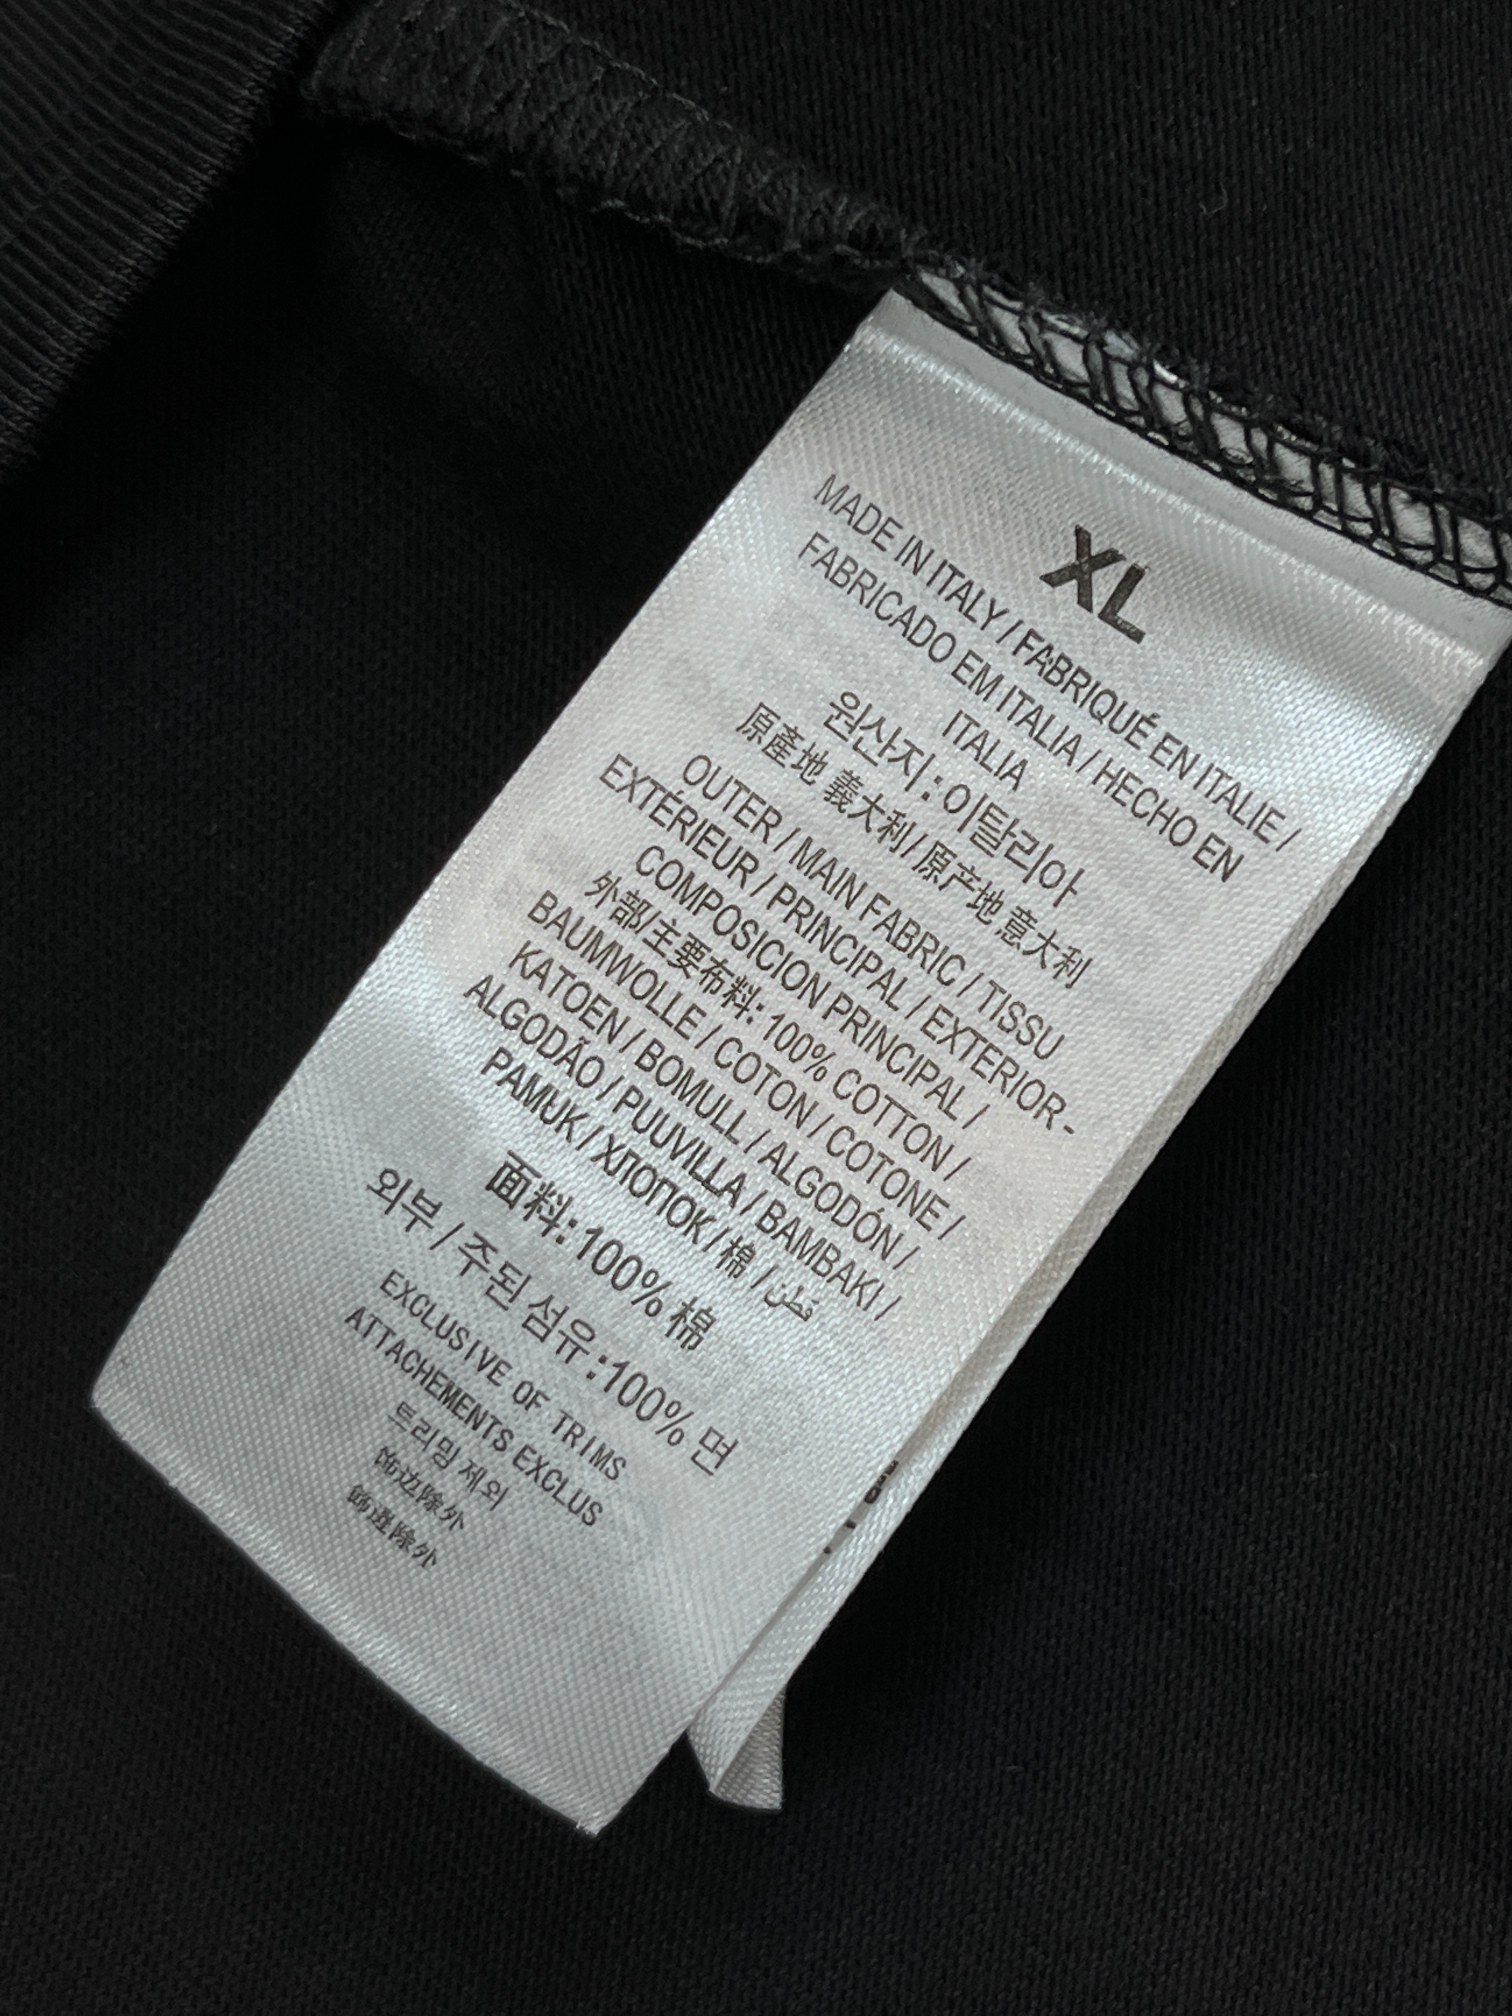 XL
MADE IN ITALY / FABRIQUÉ EN ITALIE /
FABRICADO EM ITALIA / HECHO EN
ITALIA
원산지:이탈리아
原產地 義大利/原产地 意大利
OUTER / MAIN FABRIC / TISSU
EXTÉRIEUR / PRINCIPAL / EXTERIOR-
COMPOSICION PRINCIPAL /
外部/主要布料: 100% COTTON /
BAUMWOLLE / COTON / COTONE /
KATOEN / BOMULL / ALGODÓN /
ALGODÃO / PUUVILLA / BAMBAKI /
PAMUK / ХЛОПОК / 棉 / قطن
面料: 100% 棉
외부 / 주된 섬유 :100% 면
EXCLUSIVE OF TRIMS
ATTACHEMENTS EXCLUS
트리밍 제외
饰边除外
飾邊除外